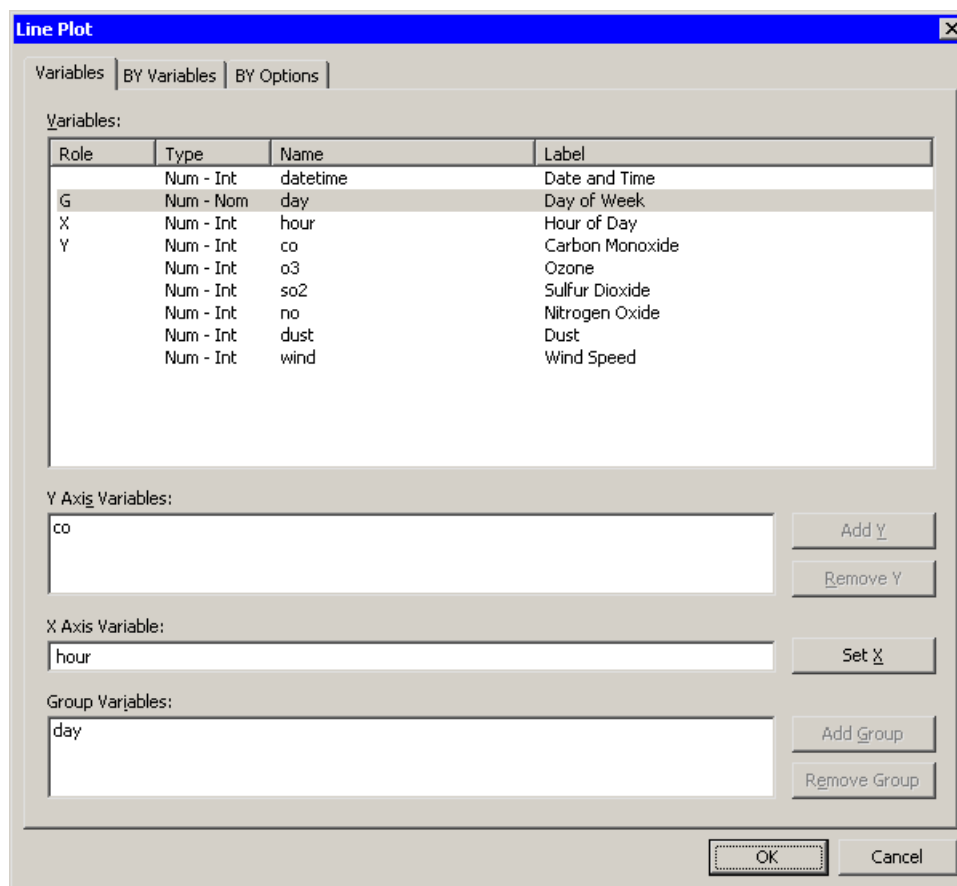 Line Plot
Variables BY Variables BY Options
Variables:
Role Type Name Label
Num - Int datetime Date and Time
G Num - Nom day Day of Week
X Num - Int hour Hour of Day
Y Num - Int co Carbon Monoxide
Num - Int o3 Ozone
Num - Int so2 Sulfur Dioxide
Num - Int no Nitrogen Oxide
Num - Int dust Dust
Num - Int wind Wind Speed
Y Axis Variables:
co
Add Y
Remove Y
X Axis Variable:
hour
Set X
Group Variables:
day
Add Group
Remove Group
OK Cancel